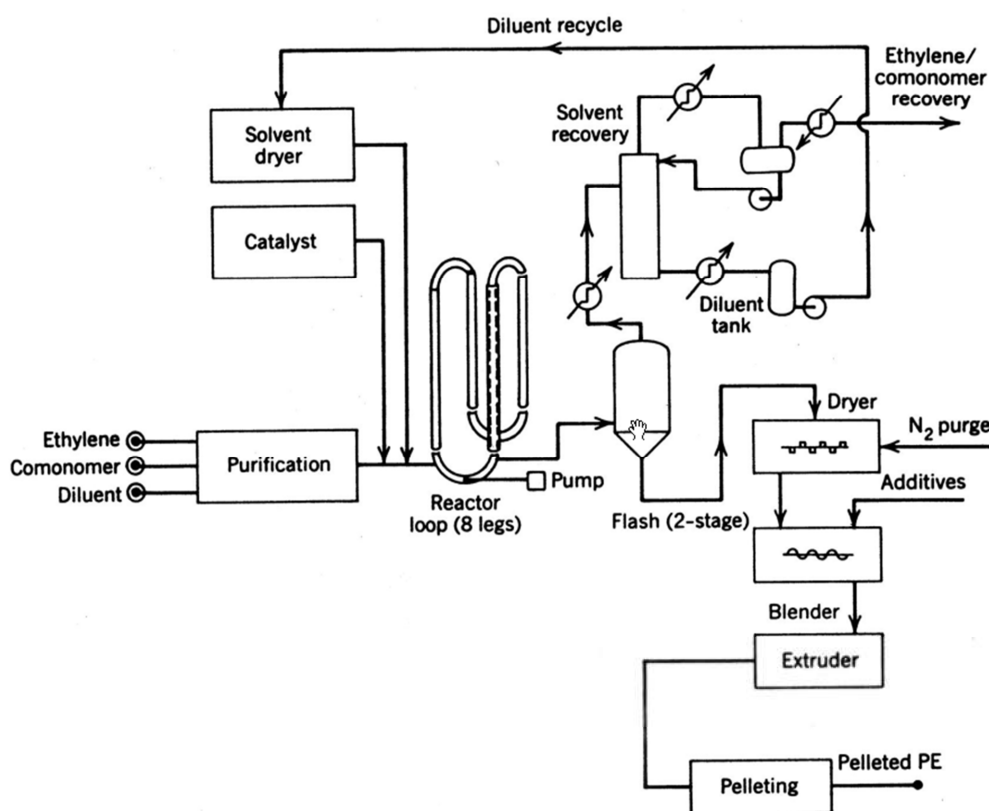 Diluent recycle
Ethylene/
comonomer
recovery
Solvent
recovery
Solvent
dryer
Catalyst
Diluent
tank
Dryer
N₂ purge
Ethylene
Comonomer
Diluent
Purification
Pump
Reactor
loop (8 legs)
Flash (2-stage)
Additives
Blender
Extruder
Pelleted PE
Pelleting